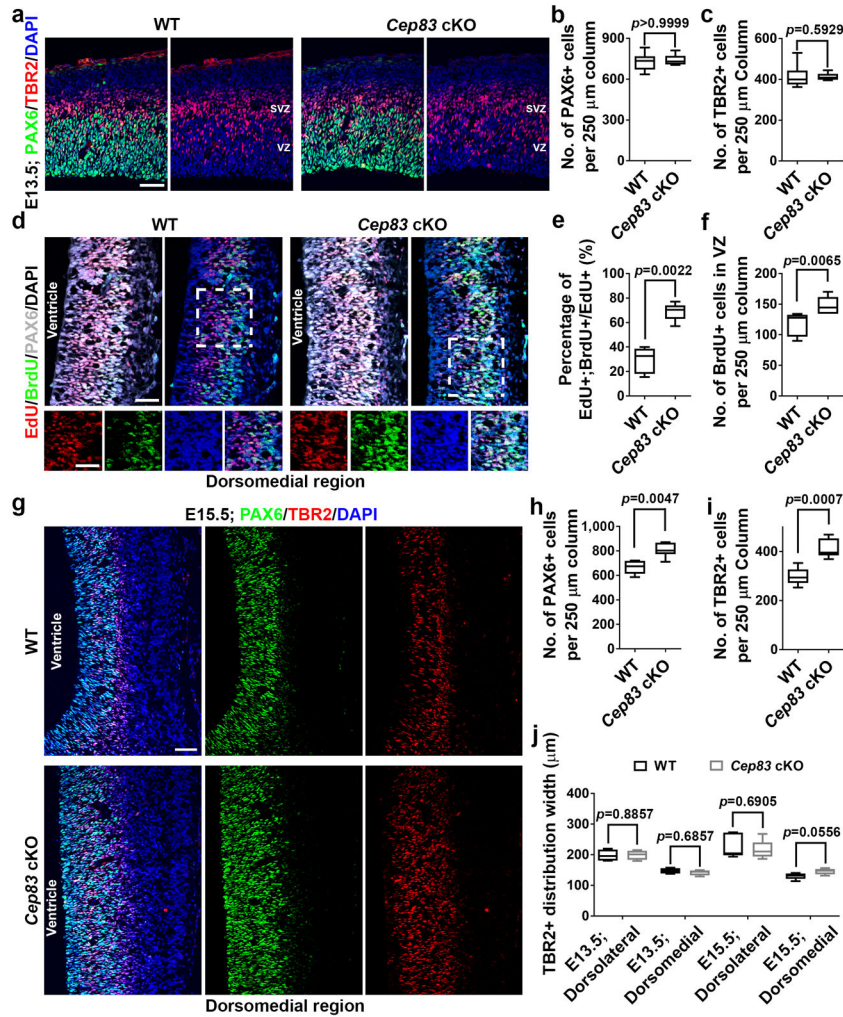 a
WT
Cep83 cKO
E13.5; PAX6/TBR2/DAPI
SVZ
VZ
SVZ
VZ
b
No. of PAX6+ cells
per 250 μm column
900
600
300
0
p>0.9999
WT
Cep83 cKO
c
No. of TBR2+ cells
per 250 μm Column
600
400
200
0
p=0.5929
WT
Cep83 cKO
d
WT
Cep83 cKO
EdU/BrdU/PAX6/DAPI
Ventricle
Ventricle
Dorsomedial region
e
Percentage of
EdU+;BrdU+/EdU+ (%)
100
80
60
40
20
0
p=0.0022
WT
Cep83 cKO
f
No. of BrdU+ cells in VZ
per 250 μm column
200
150
100
50
0
p=0.0065
WT
Cep83 cKO
g
E15.5; PAX6/TBR2/DAPI
WT
Ventricle
Cep83 cKO
Ventricle
Dorsomedial region
h
No. of PAX6+ cells
per 250 μm column
1,000
800
600
400
200
0
p=0.0047
WT
Cep83 cKO
i
No. of TBR2+ cells
per 250 μm Column
400
200
0
p=0.0007
WT
Cep83 cKO
j
TBR2+ distribution width (μm)
WT
Cep83 cKO
400
300
200
100
0
p=0.8857
p=0.6857
p=0.6905
p=0.0556
E13.5;
Dorsolateral
E13.5;
Dorsomedial
E15.5;
Dorsolateral
E15.5;
Dorsomedial